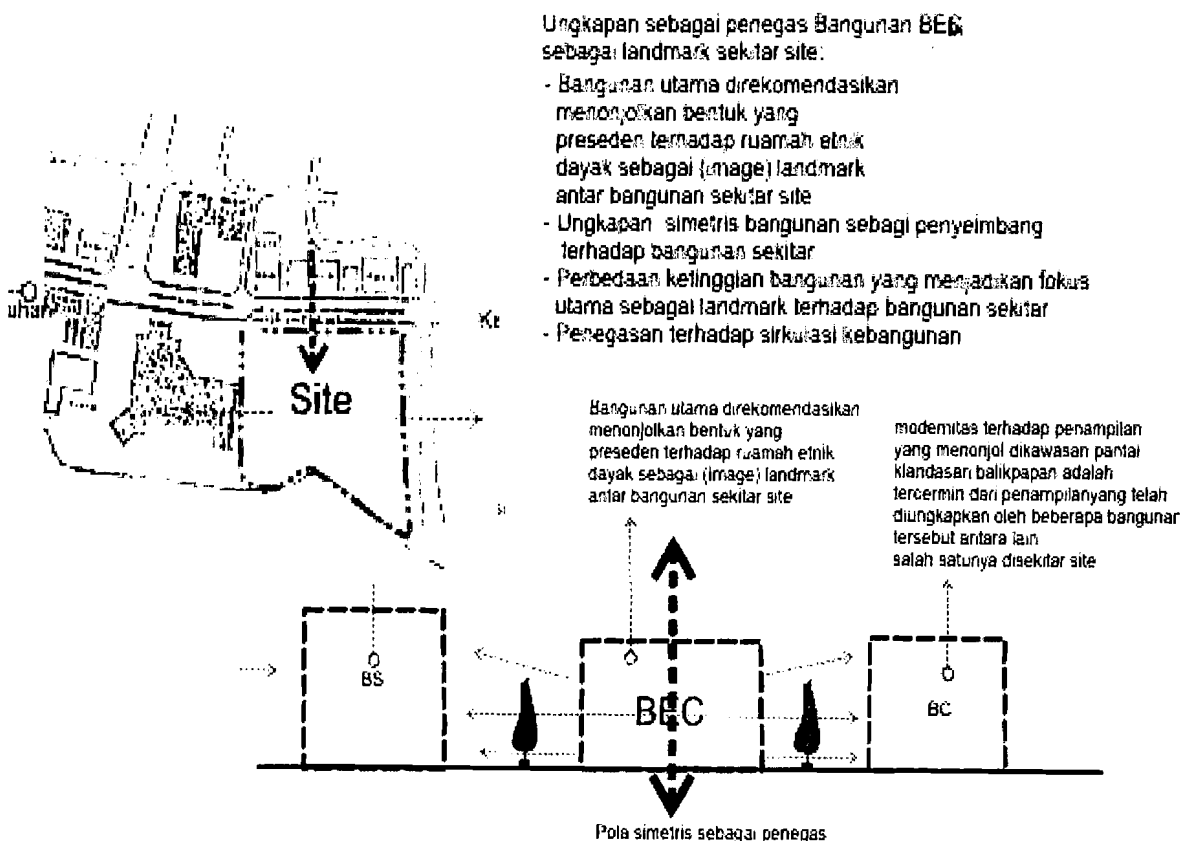 Ungkapan sebagai penegas Bangunan BEC
sebagai landmark sekitar site:
- Bangunan utama direkomendasikan
menonjolkan bentuk yang
preseden terhadap ruamah etnik
dayak sebagai (image) landmark
antar bangunan sekitar site
- Ungkapan simetris bangunan sebagi penyeimbang
terhadap bangunan sekitar
- Perbedaan ketinggian bangunan yang menjadikan fokus
utama sebagai landmark terhadap bangunan sekitar
- Penegasan terhadap sirkulasi kebangunan
Site
Bangunan utama direkomendasikan
menonjolkan bentuk yang
preseden terhadap ruamah etnik
dayak sebagai (image) landmark
antar bangunan sekitar site
modernitas terhadap penampilan
yang menonjol dikawasan pantai
klandasan balikpapan adalah
tercermin dari penampilanyang telah
diungkapkan oleh beberapa bangunan
tersebut antara lain
salah satunya disekitar site
BS
BEC
BC
Pola simetris sebagai penegas